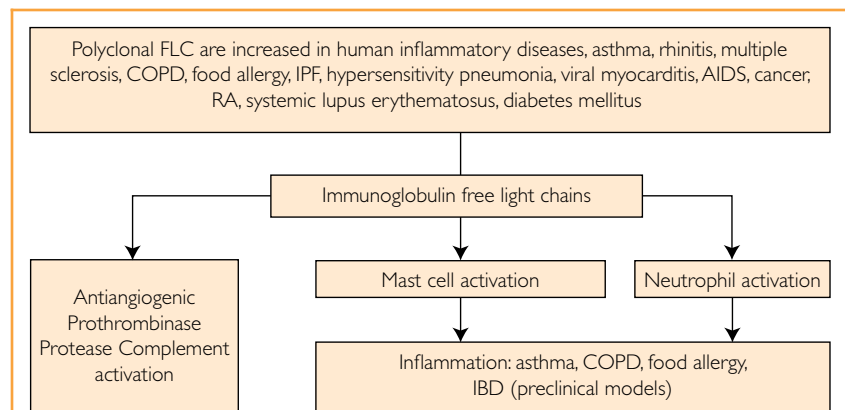 Polyclonal FLC are increased in human inflammatory diseases, asthma, rhinitis, multiple
sclerosis, COPD, food allergy, IPF, hypersensitivity pneumonia, viral myocarditis, AIDS, cancer,
RA, systemic lupus erythematosus, diabetes mellitus
Immunoglobulin free light chains
Antiangiogenic
Prothrombinase
Protease Complement
activation
Mast cell activation
Neutrophil activation
Inflammation: asthma, COPD, food allergy,
IBD (preclinical models)